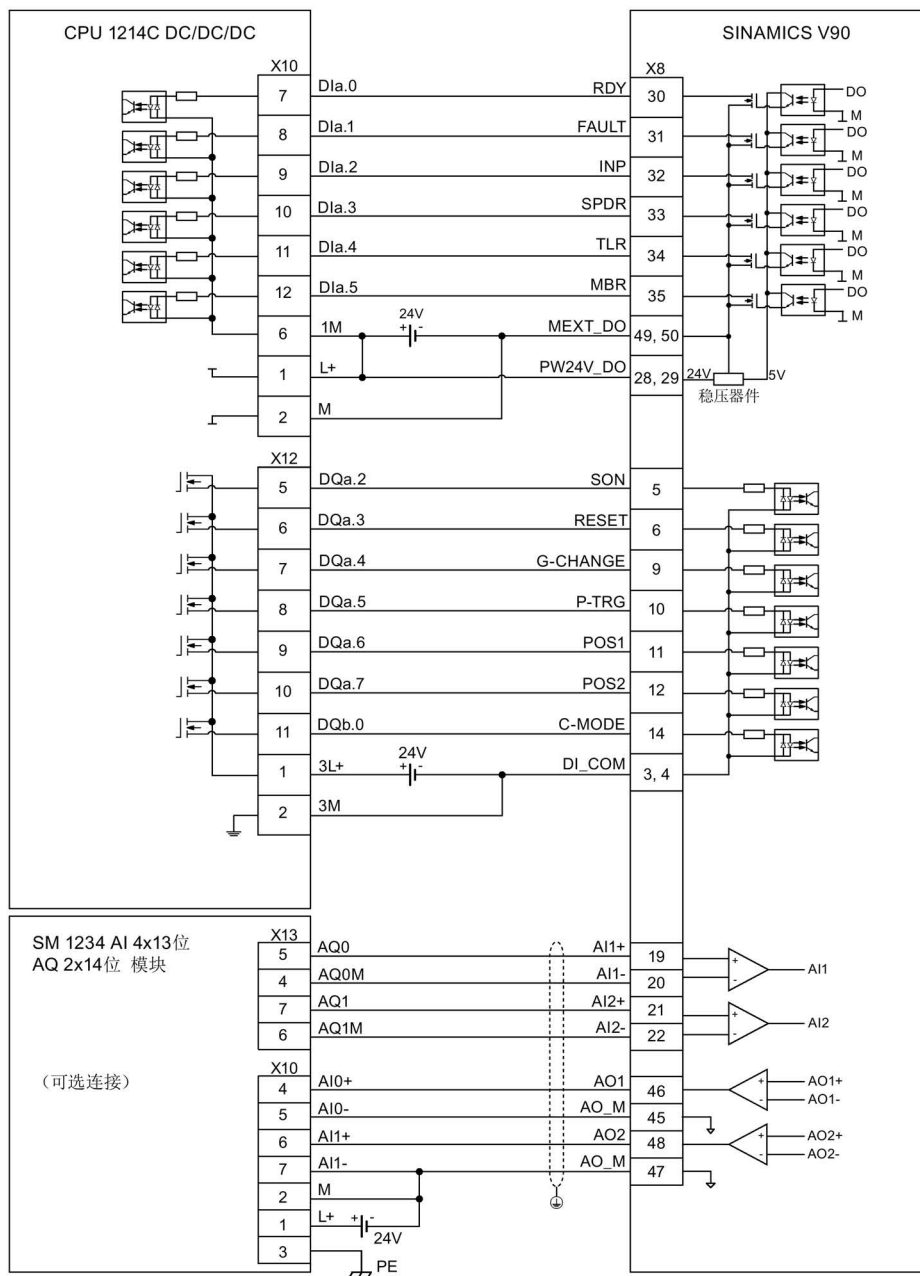 CPU 1214C DC/DC/DC
SINAMICS V90
X10
X8
7 DIa.0 RDY 30 DO
M
8 DIa.1 FAULT 31 DO
M
9 DIa.2 INP 32 DO
M
10 DIa.3 SPDR 33 DO
M
11 DIa.4 TLR 34 DO
M
12 DIa.5 MBR 35 DO
M
6 1M + 24V - MEXT_DO 49, 50
1 L+ PW24V_DO 28, 29 24V 5V
稳压器件
2 M
X12
5 DQa.2 SON 5
6 DQa.3 RESET 6
7 DQa.4 G-CHANGE 9
8 DQa.5 P-TRG 10
9 DQa.6 POS1 11
10 DQa.7 POS2 12
11 DQb.0 C-MODE 14
1 3L+ + 24V - DI_COM 3, 4
2 3M
SM 1234 AI 4x13位
AQ 2x14位 模块
(可选连接)
X13
5 AQ0 AI1+ 19 + AI1
4 AQ0M AI1- 20 -
7 AQ1 AI2+ 21 + AI2
6 AQ1M AI2- 22 -
X10
4 AI0+ AO1 46 + AO1+
5 AI0- AO_M 45 - AO1-
6 AI1+ AO2 48 + AO2+
7 AI1- AO_M 47 - AO2-
2 M
1 L+ + - 24V
3 PE